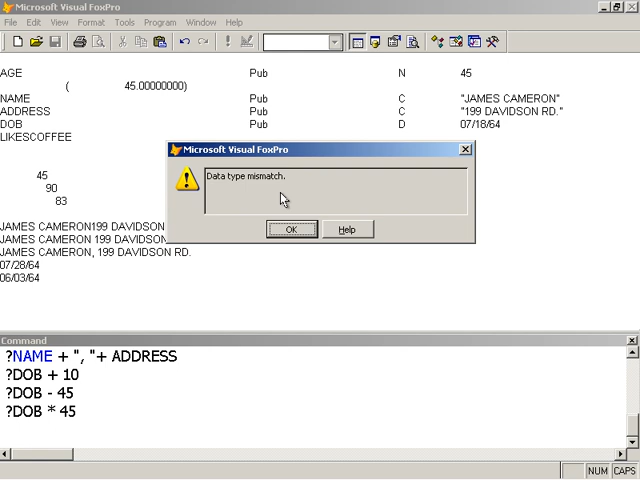 Microsoft Visual FoxPro
File Edit View Format Tools Program Window Help
AGE Pub N 45
( 45.00000000)
NAME Pub C "JAMES CAMERON"
ADDRESS Pub C "199 DAVIDSON RD."
DOB Pub D 07/18/64
LIKESCOFFEE
Microsoft Visual FoxPro
Data type mismatch.
OK Help
45
90
83
JAMES CAMERON199 DAVIDSON
JAMES CAMERON 199 DAVIDSON
JAMES CAMERON, 199 DAVIDSON RD.
07/28/64
06/03/64
Command
?NAME + ", "+ ADDRESS
?DOB + 10
?DOB - 45
?DOB * 45
NUM CAPS